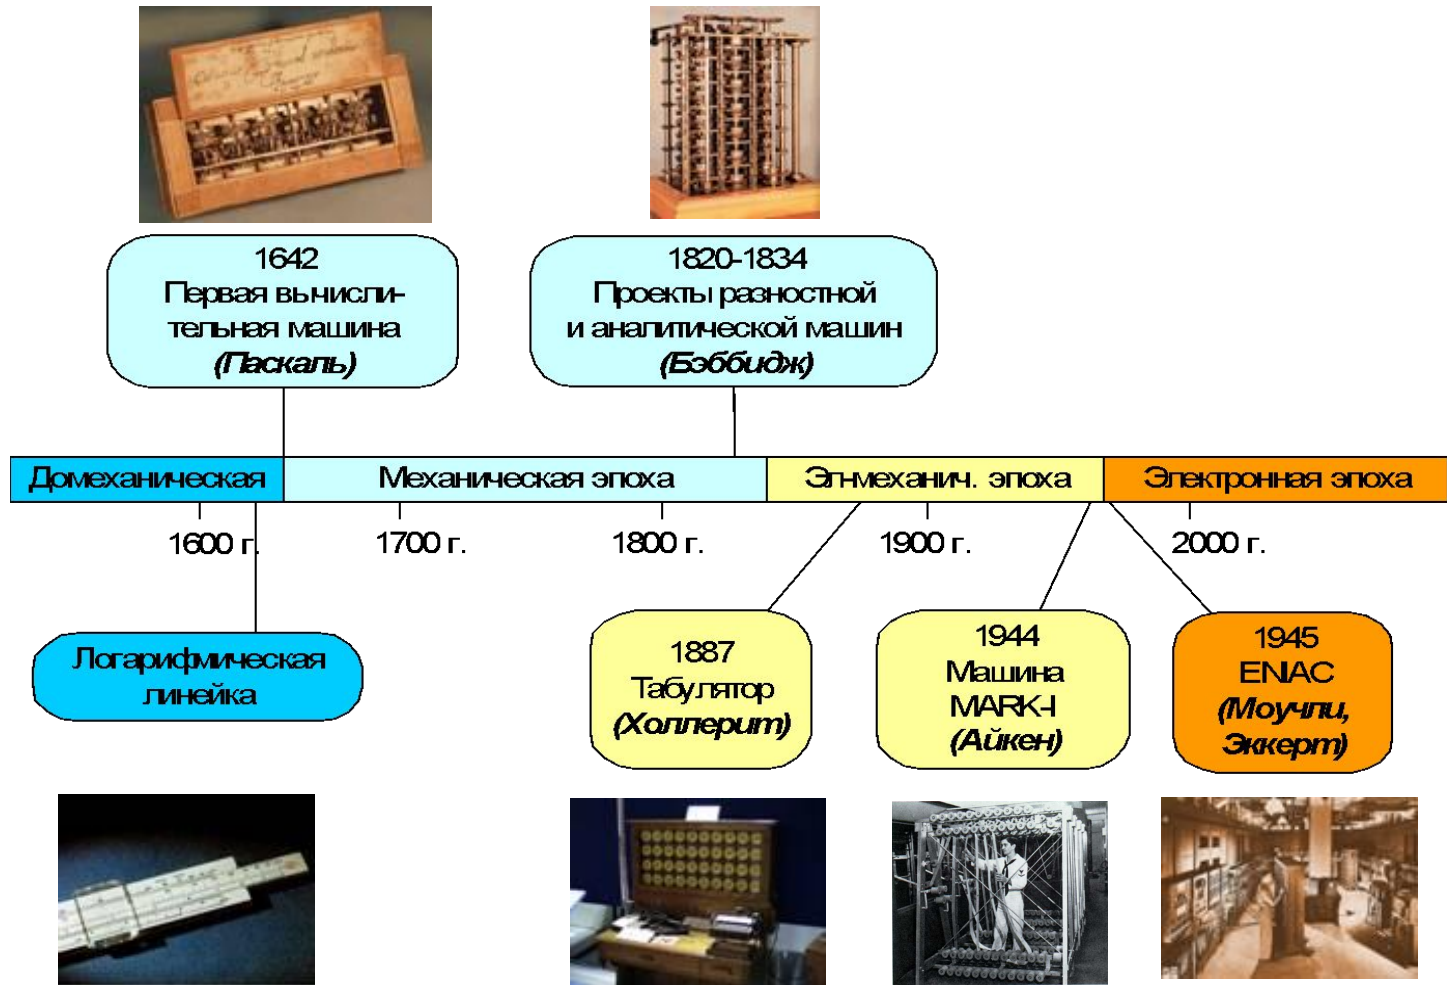 1642
Первая вычисли-
тельная машина
(Паскаль)
1820-1834
Проекты разностной
и аналитической машин
(Бэббидж)
Домеханическая
Механическая эпоха
Эл-механич. эпоха
Электронная эпоха
1600 г.
1700 г.
1800 г.
1900 г.
2000 г.
Логарифмическая
линейка
1887
Табулятор
(Холлерит)
1944
Машина
MARK-I
(Айкен)
1945
ENIAC
(Моучли,
Эккерт)